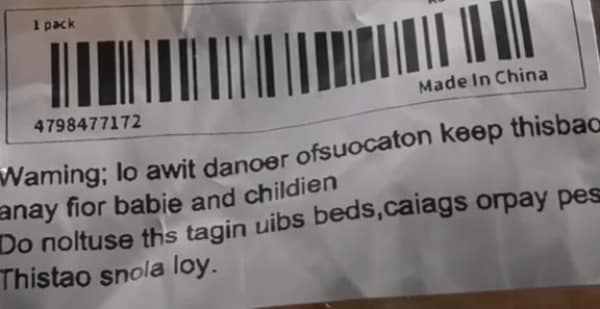 1 pack
Made In China
4798477172
Waming; lo awit danoer ofsuocaton keep thisbao
anay fior babie and childien
Do noltuse ths tagin uibs beds,caiags orpay pes
Thistao snola loy.